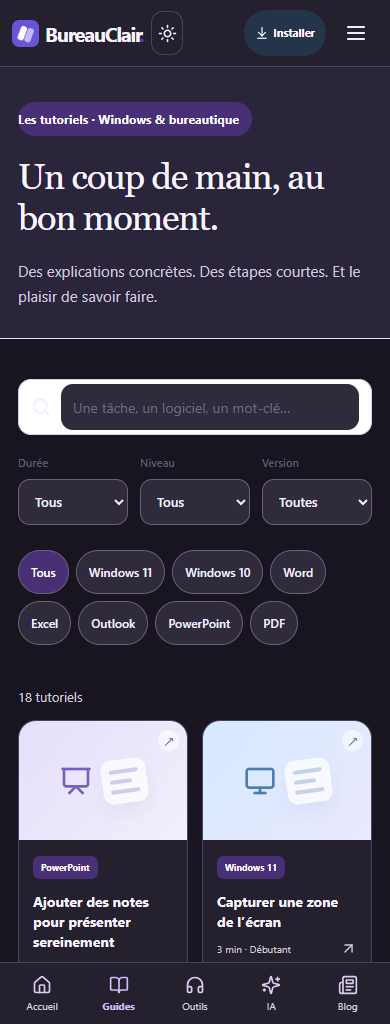 BureauClair.
Installer
Les tutoriels · Windows & bureautique
Un coup de main, au
bon moment.
Des explications concrètes. Des étapes courtes. Et le
plaisir de savoir faire.
Une tâche, un logiciel, un mot-clé…
Durée
Niveau
Version
Tous
Tous
Toutes
Tous
Windows 11
Windows 10
Word
Excel
Outlook
PowerPoint
PDF
18 tutoriels
PowerPoint
Ajouter des notes
pour présenter
sereinement
Windows 11
Capturer une zone
de l’écran
3 min · Débutant
Accueil
Guides
Outils
IA
Blog